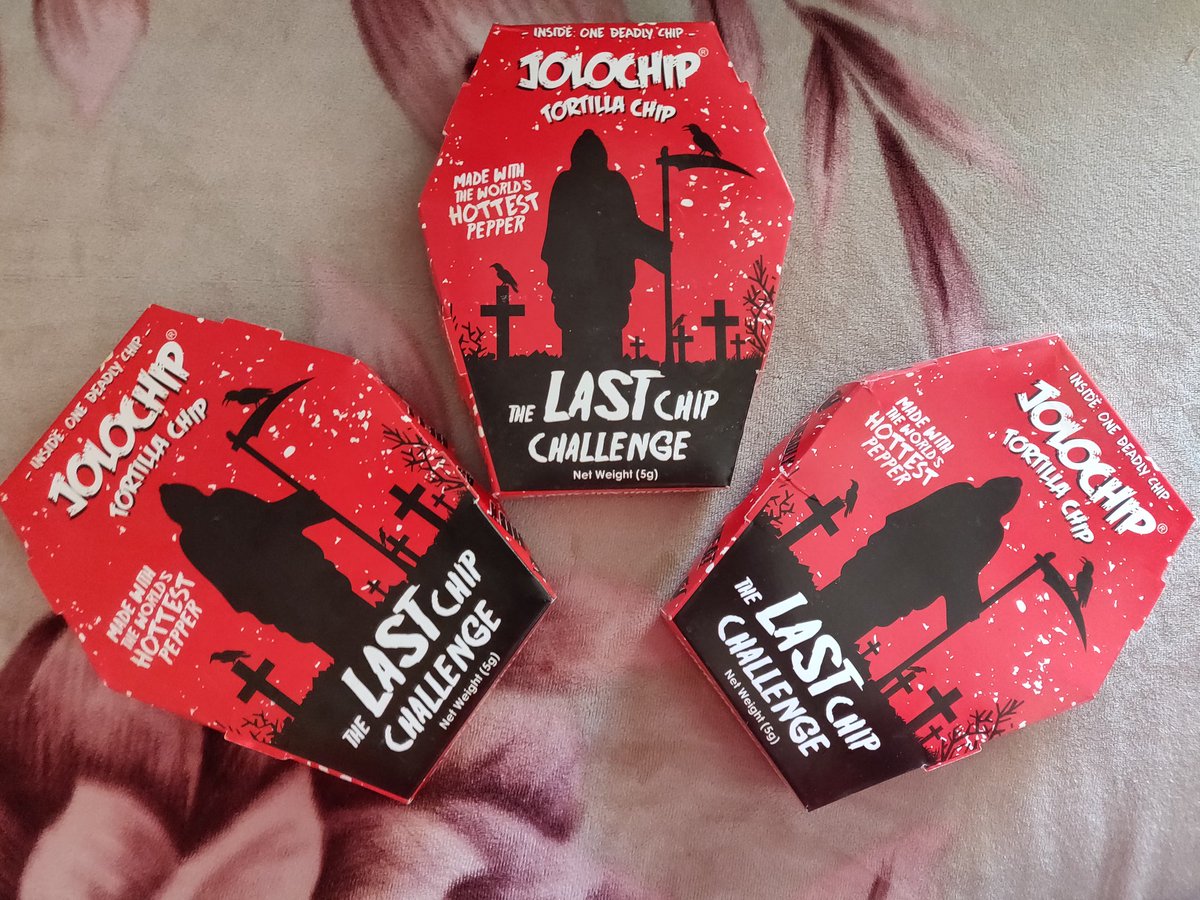 - INSIDE ONE DEADLY CHIP -
JOLOCHIP®
TORTILLA CHIP
MADE WITH
THE WORLD'S
HOTTEST
PEPPER
THE LAST CHIP
CHALLENGE
Net Weight (5g)
- INSIDE ONE DEADLY CHIP -
JOLOCHIP®
TORTILLA CHIP
MADE WITH
THE WORLD'S
HOTTEST
PEPPER
THE LAST CHIP
CHALLENGE
Net Weight (5g)
- INSIDE ONE DEADLY CHIP -
JOLOCHIP®
TORTILLA CHIP
MADE WITH
THE WORLD'S
HOTTEST
PEPPER
THE LAST CHIP
CHALLENGE
Net Weight (5g)